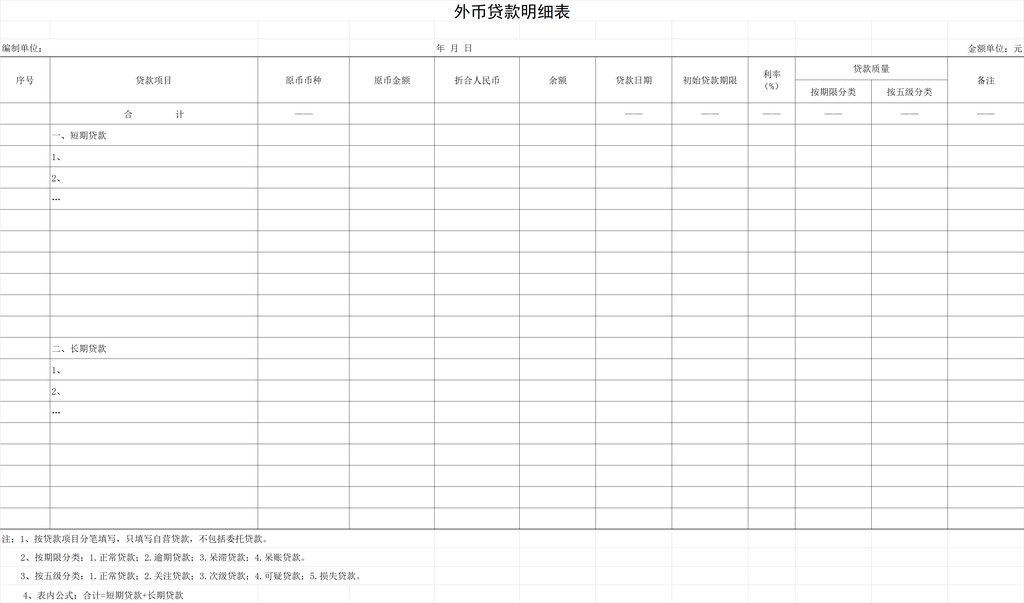 外币贷款明细表
编制单位: 年 月 日 金额单位: 元
序号 贷款项目 原币币种 原币金额 折合人民币 余额 贷款日期 初始贷款期限 利率(%) 贷款质量 备注
按期限分类 按五级分类
合 计 —— —— —— —— —— —— ——
一、短期贷款
1、
2、
…
二、长期贷款
1、
2、
…
注: 1、按贷款项目分笔填写, 只填写自营贷款, 不包括委托贷款。
2、按期限分类: 1.正常贷款; 2.逾期贷款; 3.呆滞贷款; 4.呆账贷款。
3、按五级分类: 1.正常贷款; 2.关注贷款; 3.次级贷款; 4.可疑贷款; 5.损失贷款。
4、表内公式: 合计=短期贷款+长期贷款